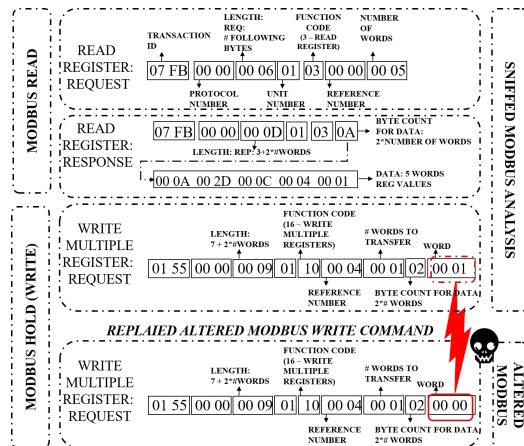 MODBUS READ
READ
REGISTER:
REQUEST
TRANSACTION
ID
LENGTH:
REQ:
# FOLLOWING
BYTES
FUNCTION
CODE
(3 – READ
REGISTER)
NUMBER
OF
WORDS
07 FB 00 00 00 06 01 03 00 00 00 05
PROTOCOL
NUMBER
UNIT
NUMBER
REFERENCE
NUMBER
READ
REGISTER:
RESPONSE
07 FB 00 00 00 0D 01 03 0A
BYTE COUNT
FOR DATA:
2*NUMBER OF WORDS
LENGTH: REP: 3+2*#WORDS
00 0A 00 2D 00 0C 00 04 00 01
DATA: 5 WORDS
REG VALUES
SNIFFED MODBUS ANALYSIS
MODBUS HOLD (WRITE)
WRITE
MULTIPLE
REGISTER:
REQUEST
LENGTH:
7 + 2*#WORDS
FUNCTION CODE
(16 – WRITE
MULTIPLE
REGISTERS)
# WORDS TO
TRANSFER
WORD
01 55 00 00 00 09 01 10 00 04 00 01 02 00 01
REFERENCE
NUMBER
BYTE COUNT FOR DATA
2*# WORDS
REPLAIED ALTERED MODBUS WRITE COMMAND
WRITE
MULTIPLE
REGISTER:
REQUEST
LENGTH:
7 + 2*#WORDS
FUNCTION CODE
(16 – WRITE
MULTIPLE
REGISTERS)
# WORDS TO
TRANSFER
WORD
01 55 00 00 00 09 01 10 00 04 00 01 02 00 00
REFERENCE
NUMBER
BYTE COUNT FOR DATA
2*# WORDS
ALTERED
MODBUS